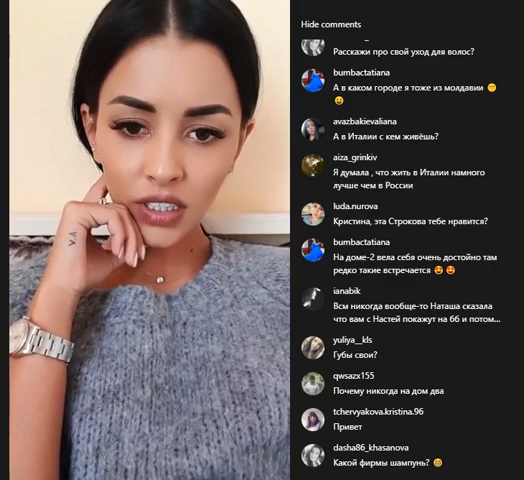 Hide comments
Расскажи про свой уход для волос?
bumbactatiana
А в каком городе я тоже из молдавии
avazbakievaliana
А в Италии с кем живёшь?
aiza_grinkiv
Я думала , что жить в Италии намного
лучше чем в России
luda.nurova
Кристина, эта Строкова тебе нравится?
bumbactatiana
На доме-2 вела себя очень достойно там
редко такие встречается
ianabik
Всм никогда вообще-то Наташа сказала
что вам с Настей покажут на 6б и потом...
yuliya__kls
Губы свои?
qwsazx155
Почему никогда на дом два
tchervyakova.kristina.96
Привет
dasha86_khasanova
Какой фирмы шампунь?